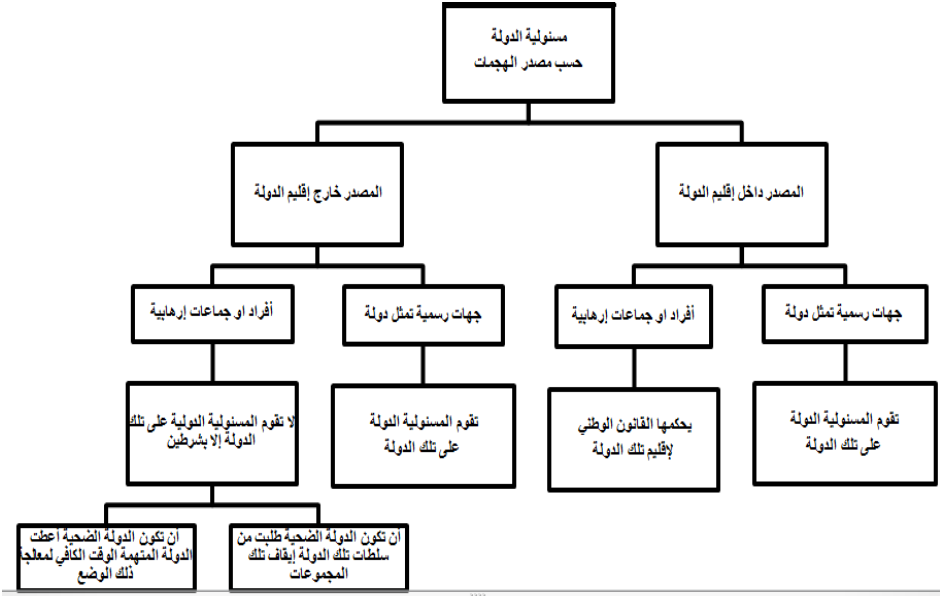 مسئولية الدولة
حسب مصدر الهجمات
المصدر داخل إقليم الدولة
المصدر خارج إقليم الدولة
جهات رسمية تمثل دولة
أفراد او جماعات إرهابية
جهات رسمية تمثل دولة
أفراد او جماعات إرهابية
تقوم المسئولية الدولة
على تلك الدولة
يحكمها القانون الوطني
لإقليم تلك الدولة
تقوم المسئولية الدولة
على تلك الدولة
لا تقوم المسئولية الدولية على تلك
الدولة إلا بشرطين
أن تكون الدولة الضحية طلبت من
سلطات تلك الدولة إيقاف تلك
المجموعات
أن تكون الدولة الضحية أعطت
الدولة المتهمة الوقت الكافي لمعالجة
ذلك الوضع